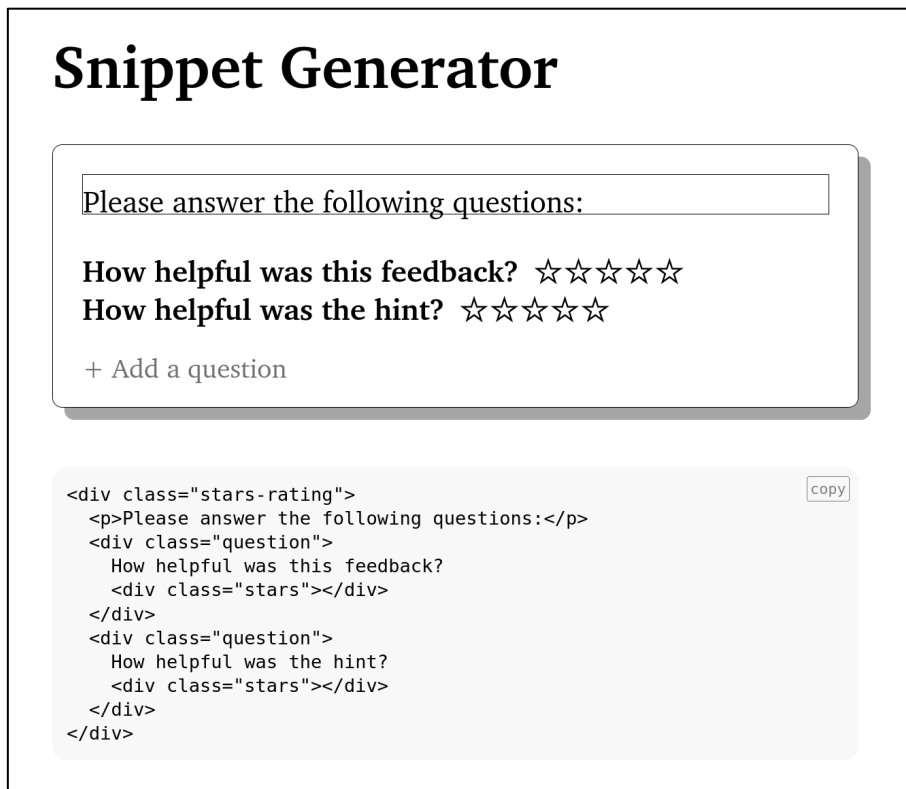 Snippet Generator
Please answer the following questions:
How helpful was this feedback? ☆☆☆☆☆
How helpful was the hint? ☆☆☆☆☆
+ Add a question
copy
<div class="stars-rating">
  <p>Please answer the following questions:</p>
  <div class="question">
    How helpful was this feedback?
    <div class="stars"></div>
  </div>
  <div class="question">
    How helpful was the hint?
    <div class="stars"></div>
  </div>
</div>